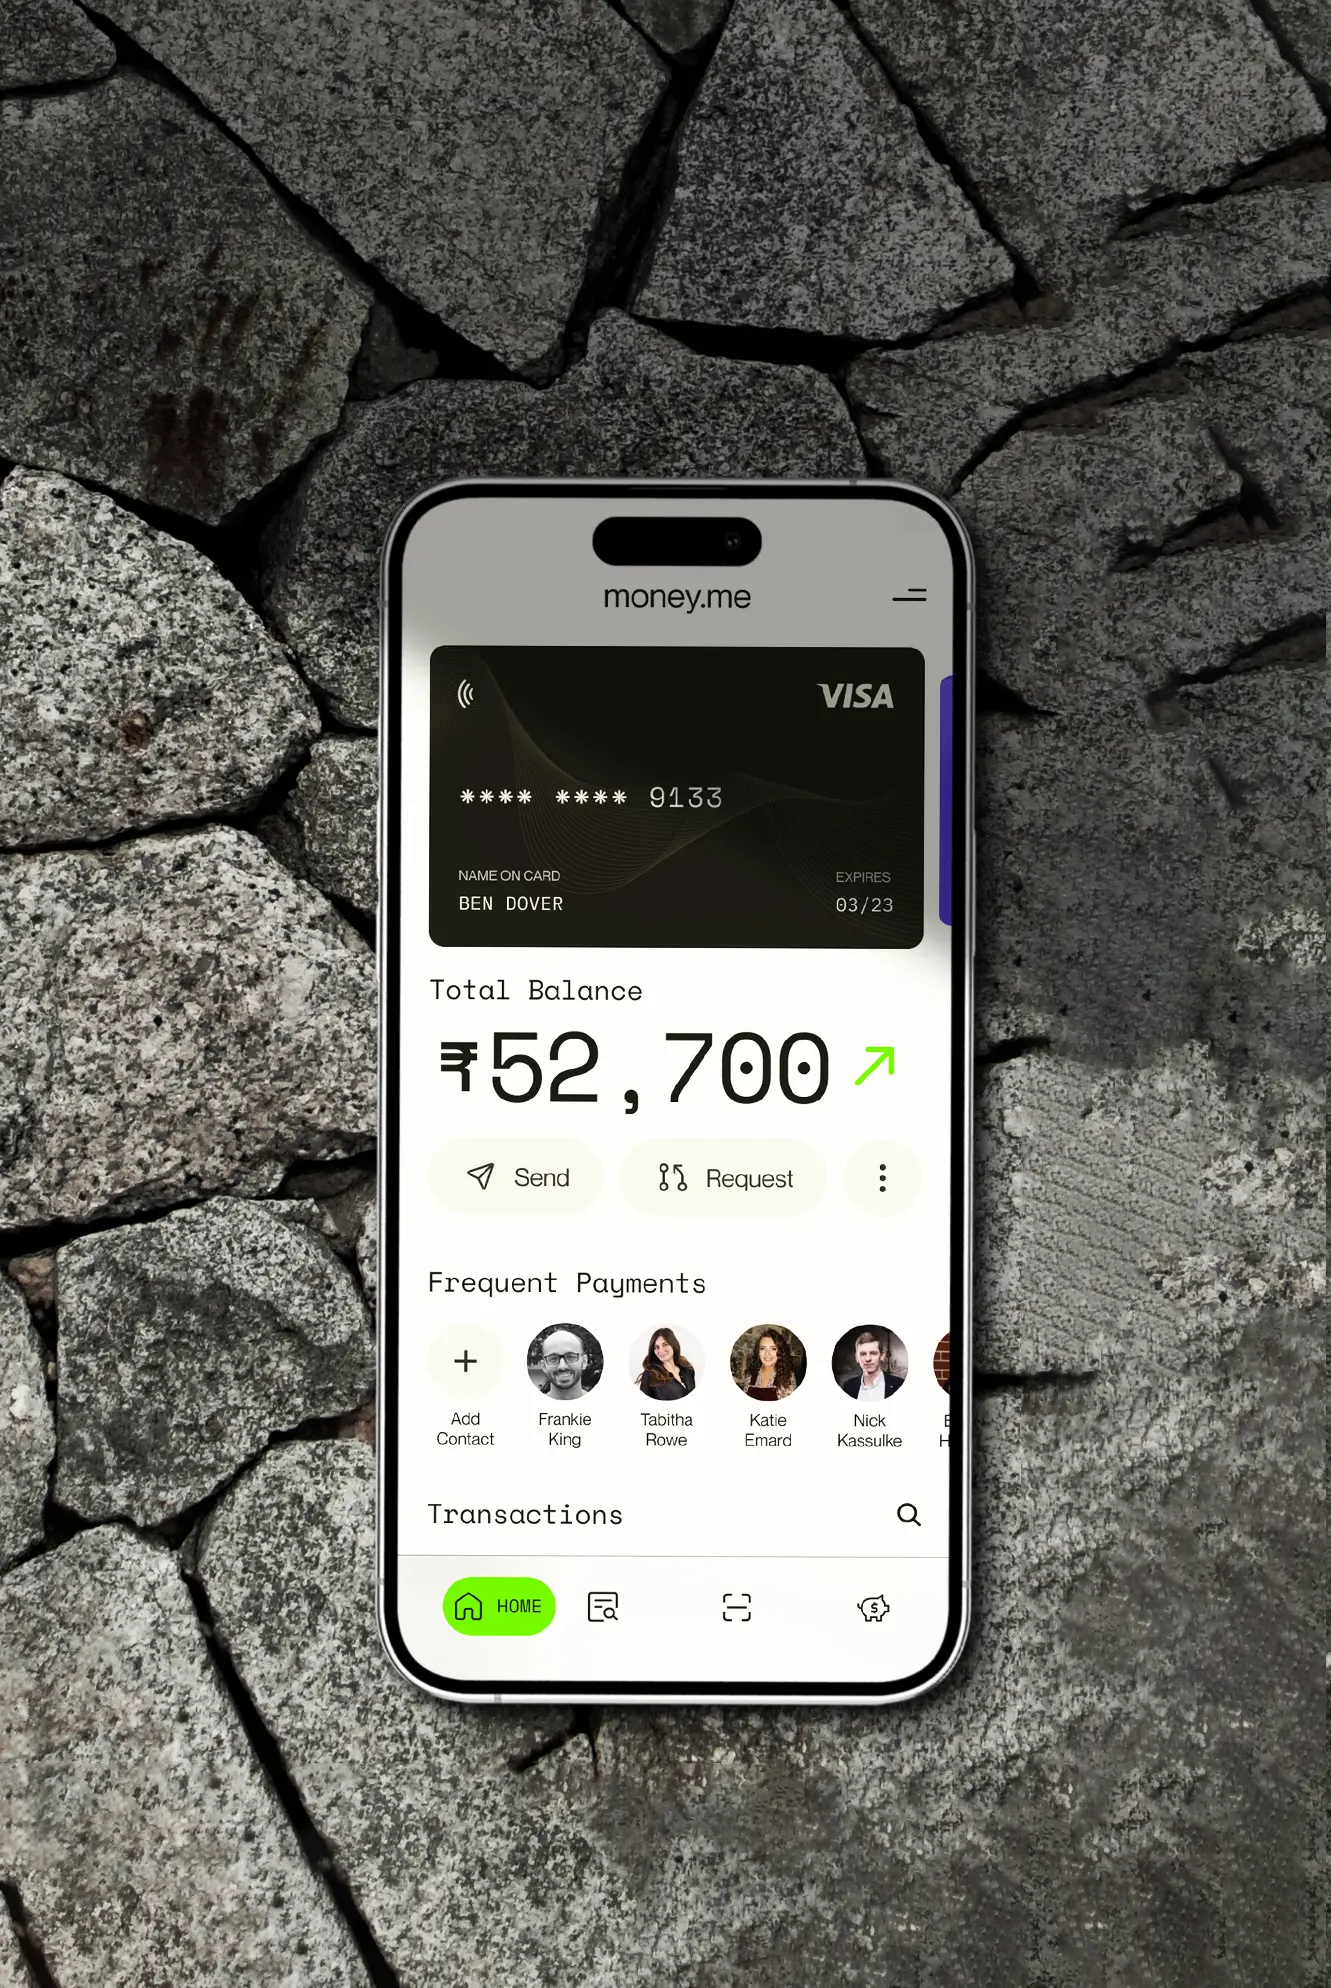 money.me
VISA
**** **** 9133
NAME ON CARD
EXPIRES
BEN DOVER
03/23
Total Balance
₹52,700
Send
Request
Frequent Payments
Add
Contact
Frankie
King
Tabitha
Rowe
Katie
Emard
Nick
Kassulke
Transactions
HOME